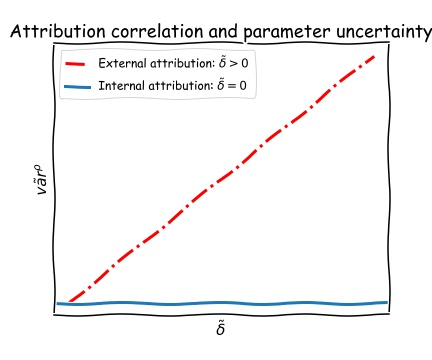 Attribution correlation and parameter uncertainty
External attribution: δ̃ > 0
Internal attribution: δ̃ = 0
vãr^ρ
δ̃